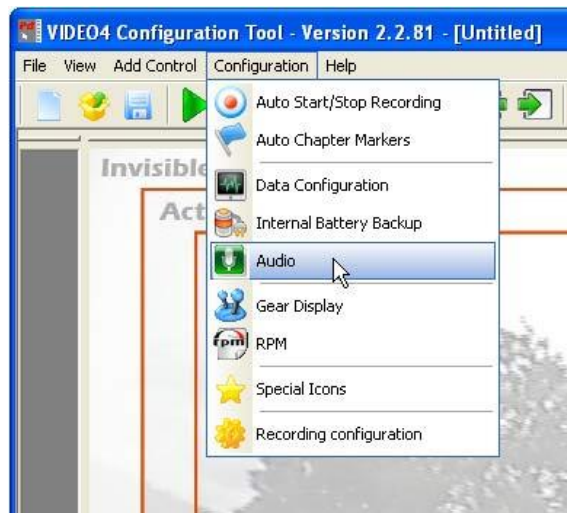 VIDEO4 Configuration Tool - Version 2.2.81 - [Untitled]
File View Add Control Configuration Help
Auto Start/Stop Recording
Auto Chapter Markers
Invisible
Data Configuration
Act
Internal Battery Backup
Audio
Gear Display
rpm RPM
Special Icons
Recording configuration